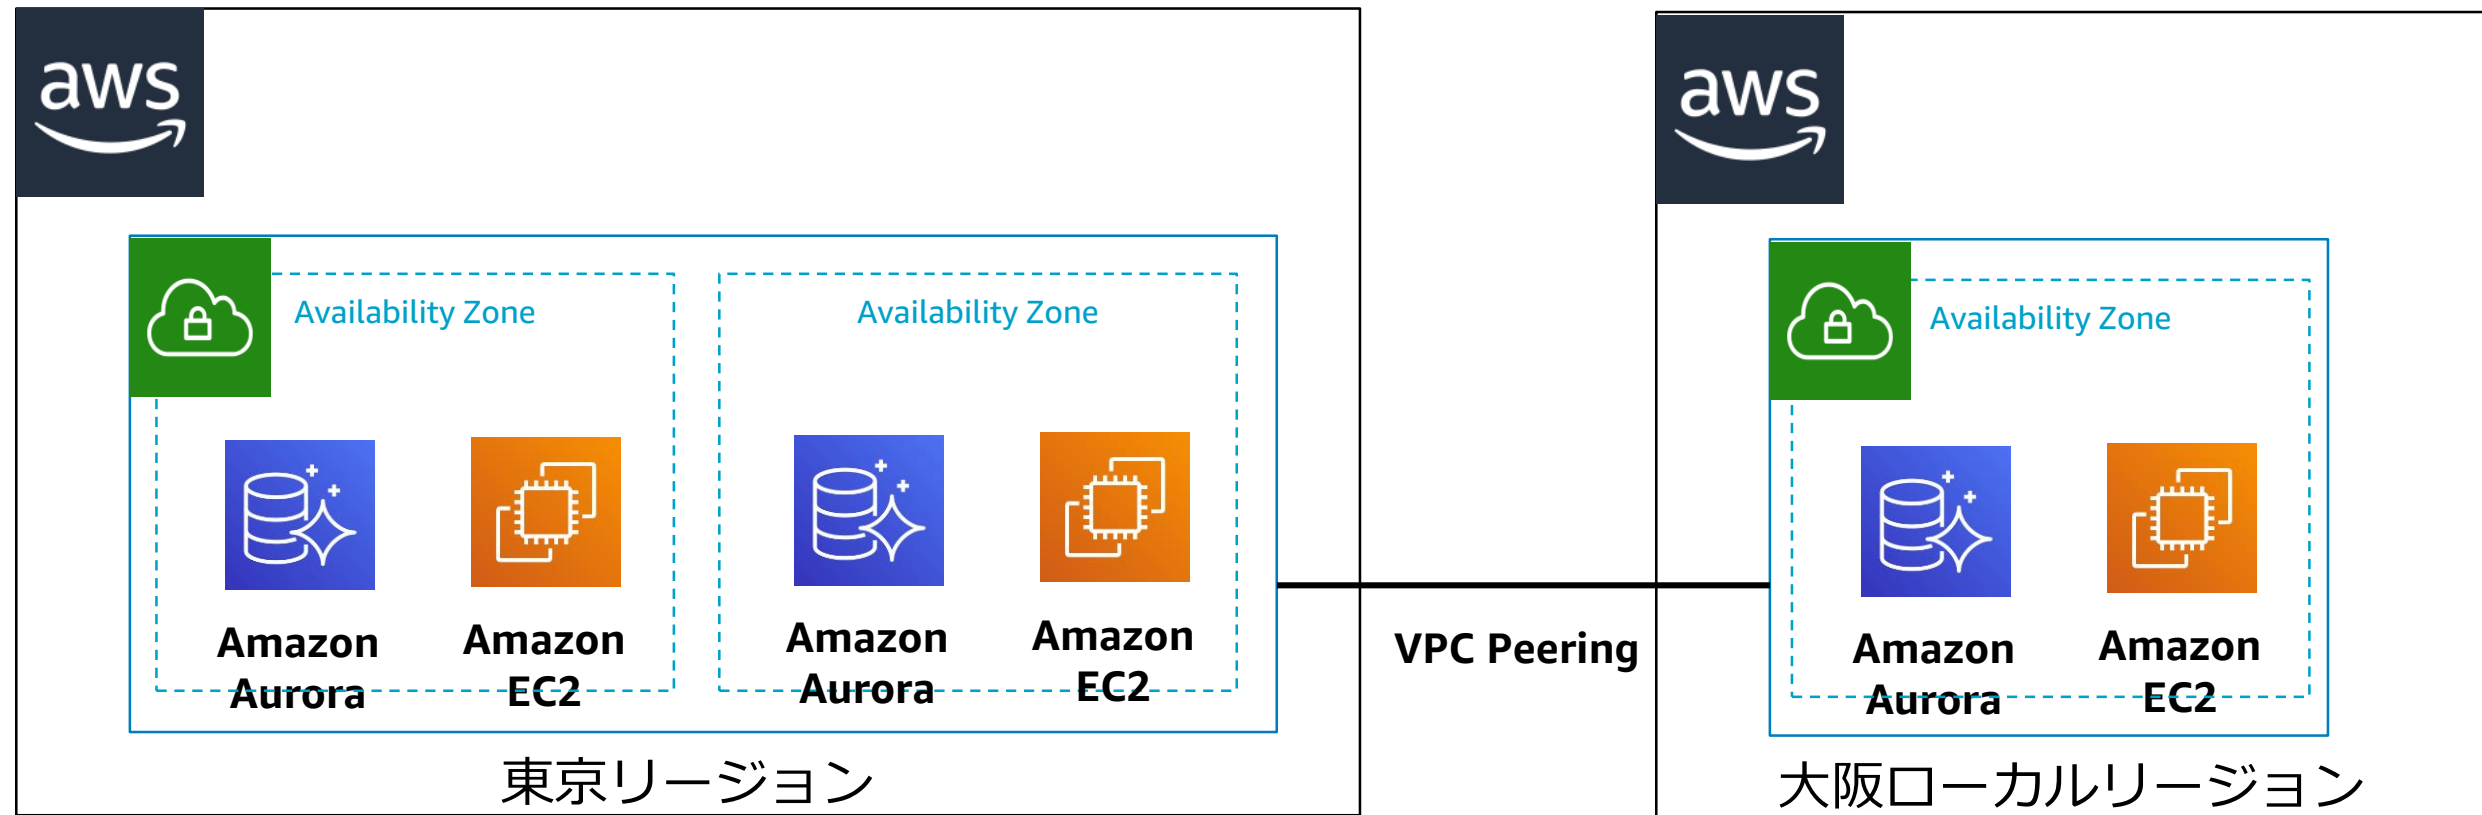 aws
aws
Availability Zone
Availability Zone
Availability Zone
Amazon
Aurora
Amazon
EC2
Amazon
Aurora
Amazon
EC2
VPC Peering
Amazon
Aurora
Amazon
EC2
東京リージョン
大阪ローカルリージョン